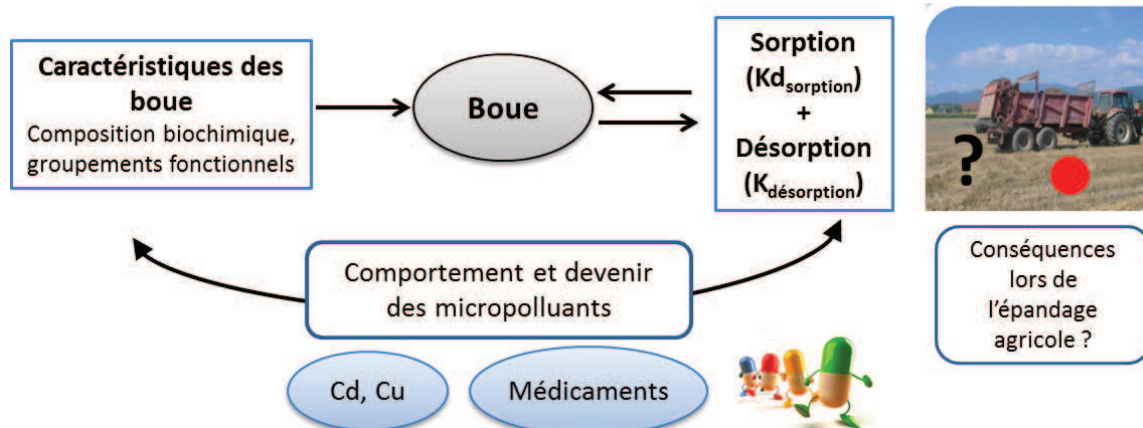 Caractéristiques des
boue
Composition biochimique,
groupements fonctionnels
Boue
Sorption
(Kdsorption)
+
Désorption
(Kdésorption)
?
Conséquences
lors de
l'épandage
agricole ?
Comportement et devenir
des micropolluants
Cd, Cu
Médicaments